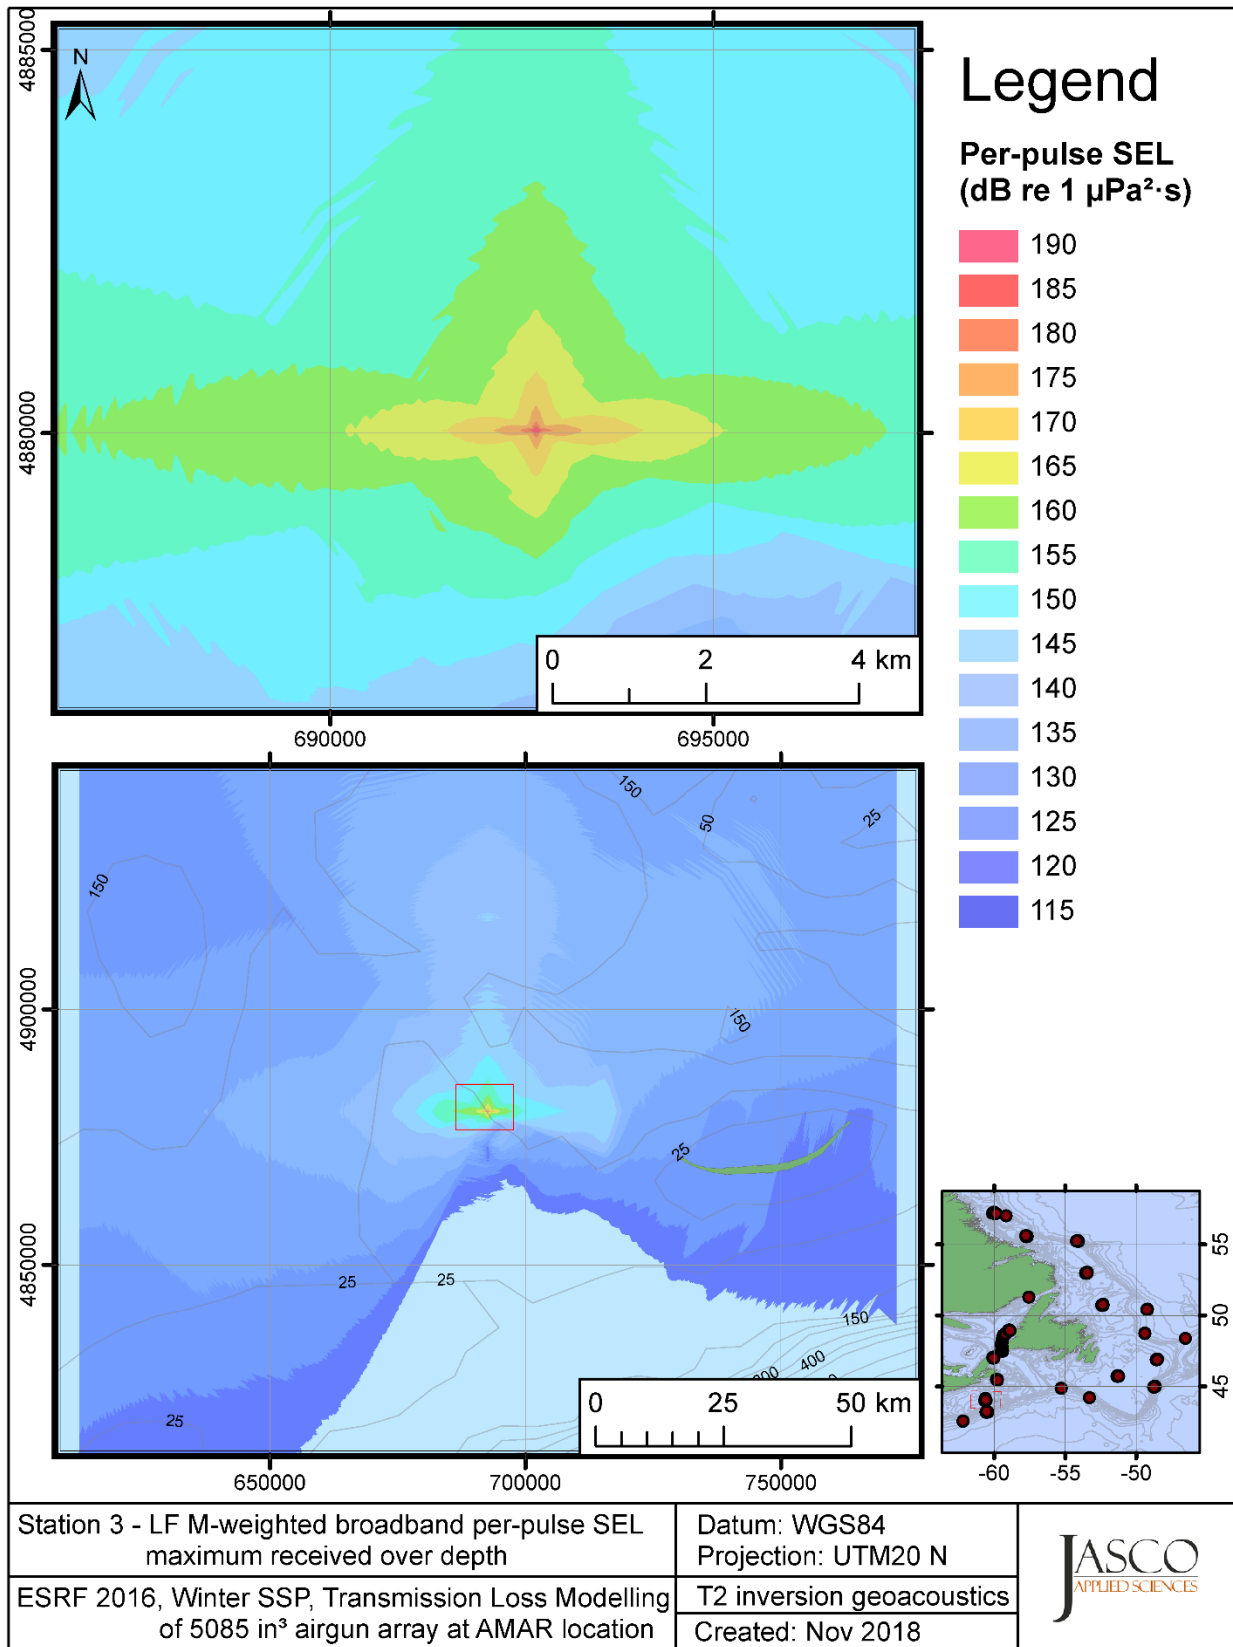 4885000
N
4880000
0 2 4 km
690000 695000
Legend
Per-pulse SEL
(dB re 1 µPa²·s)
190
185
180
175
170
165
160
155
150
145
140
135
130
125
120
115
150
50
25
150
4900000
150
25
4850000
25
25
150
400
25
0 25 50 km
650000 700000 750000
55
50
45
-60 -55 -50
Station 3 - LF M-weighted broadband per-pulse SEL
maximum received over depth
ESRF 2016, Winter SSP, Transmission Loss Modelling
of 5085 in³ airgun array at AMAR location
Datum: WGS84
Projection: UTM20 N
T2 inversion geoacoustics
Created: Nov 2018
JASCO
APPLIED SCIENCES